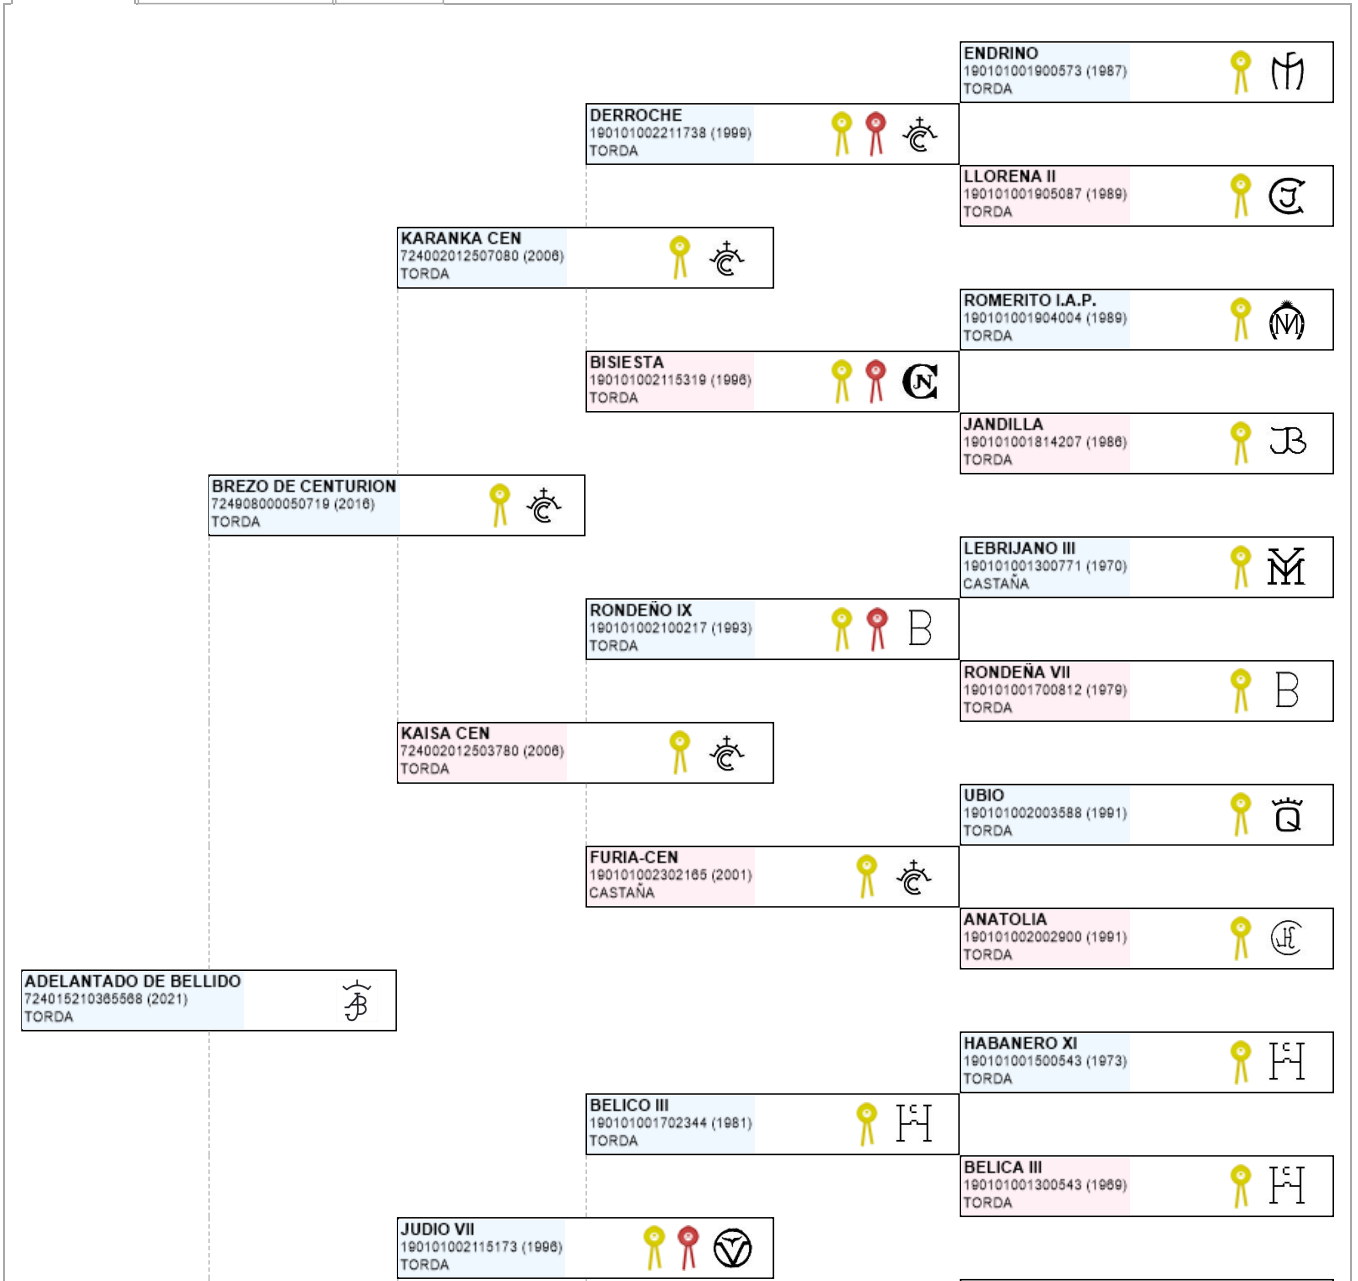 ENDRINO
190101001900573 (1987)
TORDA
DERROCHE
190101002211738 (1999)
TORDA
LLORENA II
190101001905087 (1989)
TORDA
KARANKA CEN
724002012507080 (2006)
TORDA
ROMERITO I.A.P.
190101001904004 (1989)
TORDA
BISIESTA
190101002115319 (1996)
TORDA
JANDILLA
190101001814207 (1986)
TORDA
BREZO DE CENTURION
724908000050719 (2016)
TORDA
LEBRIJANO III
190101001300771 (1970)
CASTAÑA
RONDEÑO IX
190101002100217 (1993)
TORDA
RONDEÑA VII
190101001700812 (1979)
TORDA
KAISA CEN
724002012503780 (2006)
TORDA
UBIO
190101002003588 (1991)
TORDA
FURIA-CEN
190101002302165 (2001)
CASTAÑA
ANATOLIA
190101002002900 (1991)
TORDA
ADELANTADO DE BELLIDO
724015210365568 (2021)
TORDA
HABANERO XI
190101001500543 (1973)
TORDA
BELICO III
190101001702344 (1981)
TORDA
BELICA III
190101001300543 (1969)
TORDA
JUDIO VII
190101002115173 (1996)
TORDA